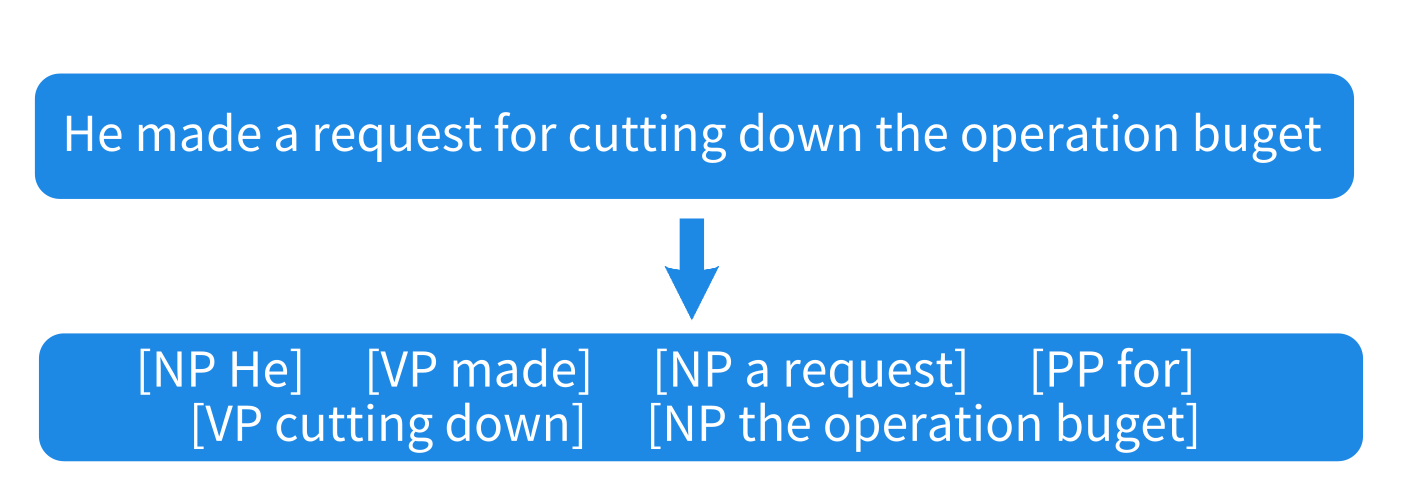 He made a request for cutting down the operation buget
[NP He] [VP made] [NP a request] [PP for]
[VP cutting down] [NP the operation buget]